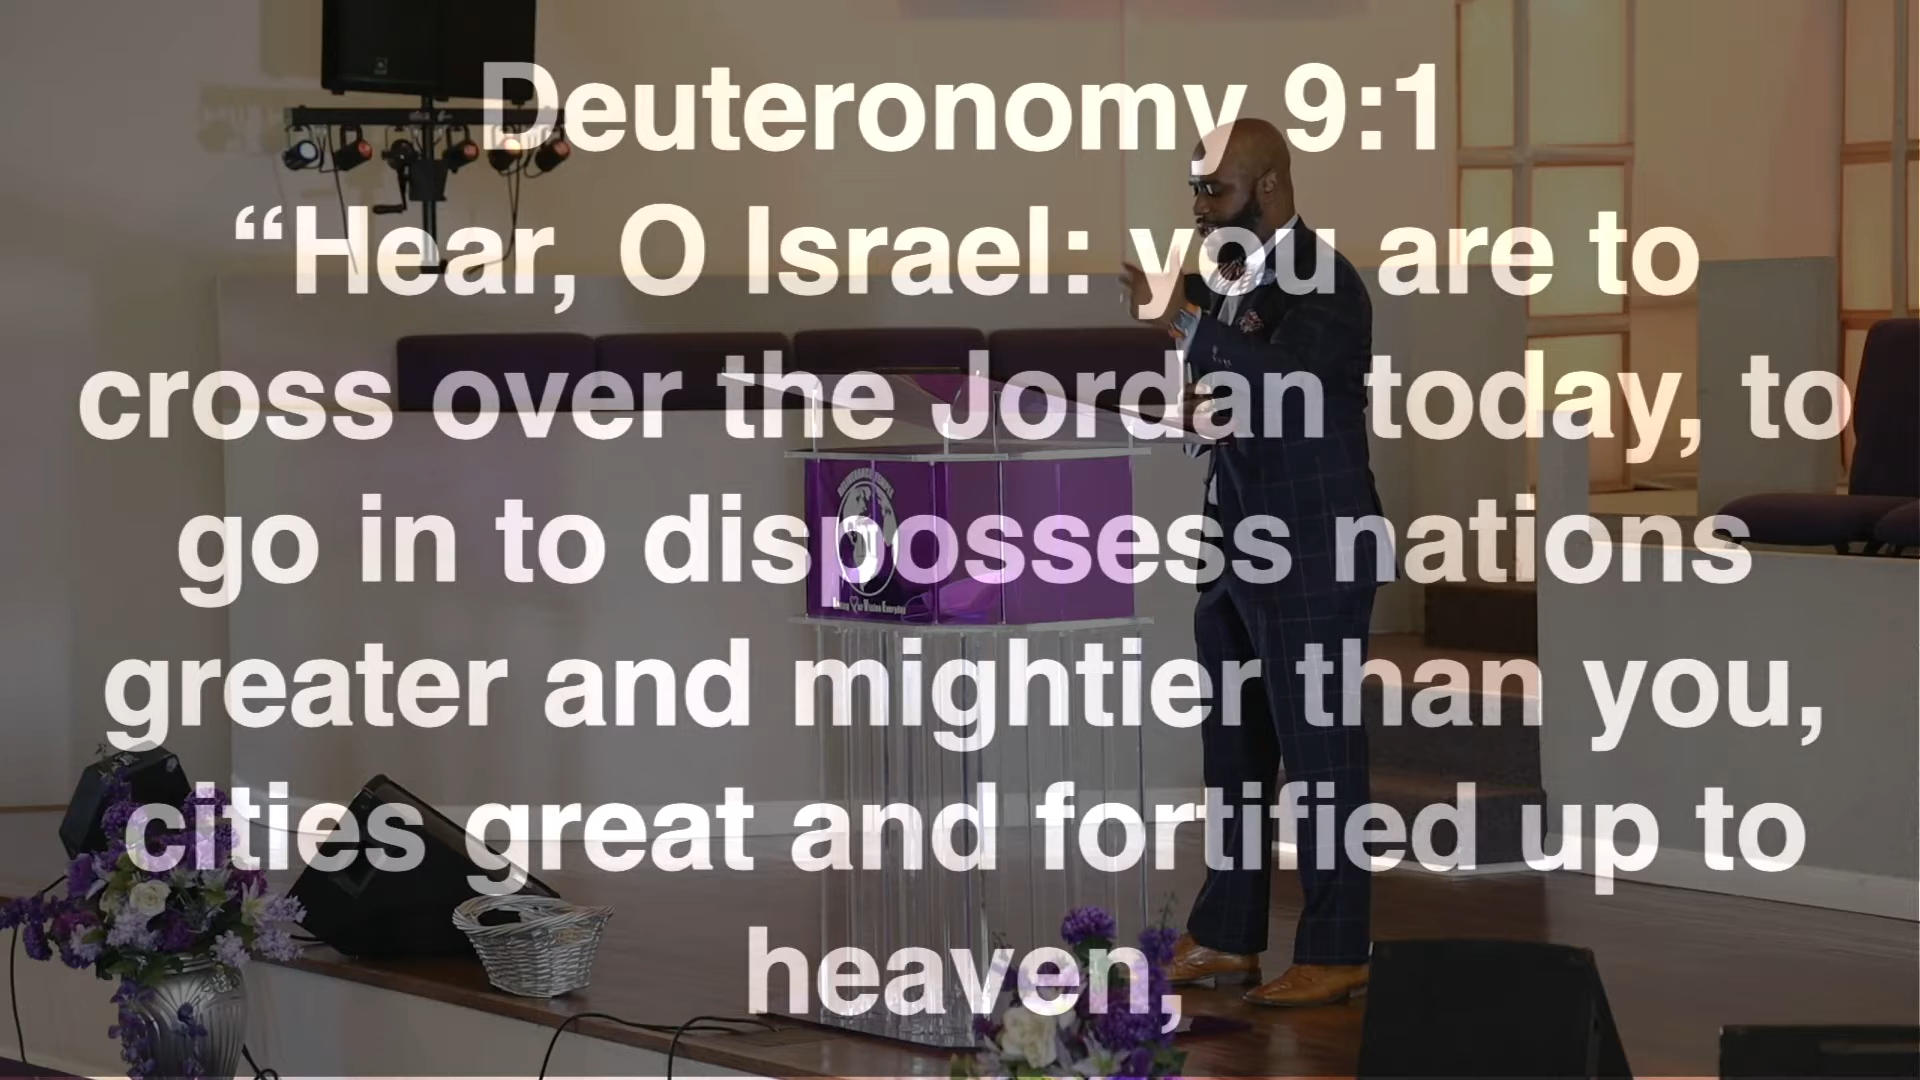 Deuteronomy 9:1
“Hear, O Israel: you are to
cross over the Jordan today, to
go in to dispossess nations
greater and mightier than you,
cities great and fortified up to
heaven,